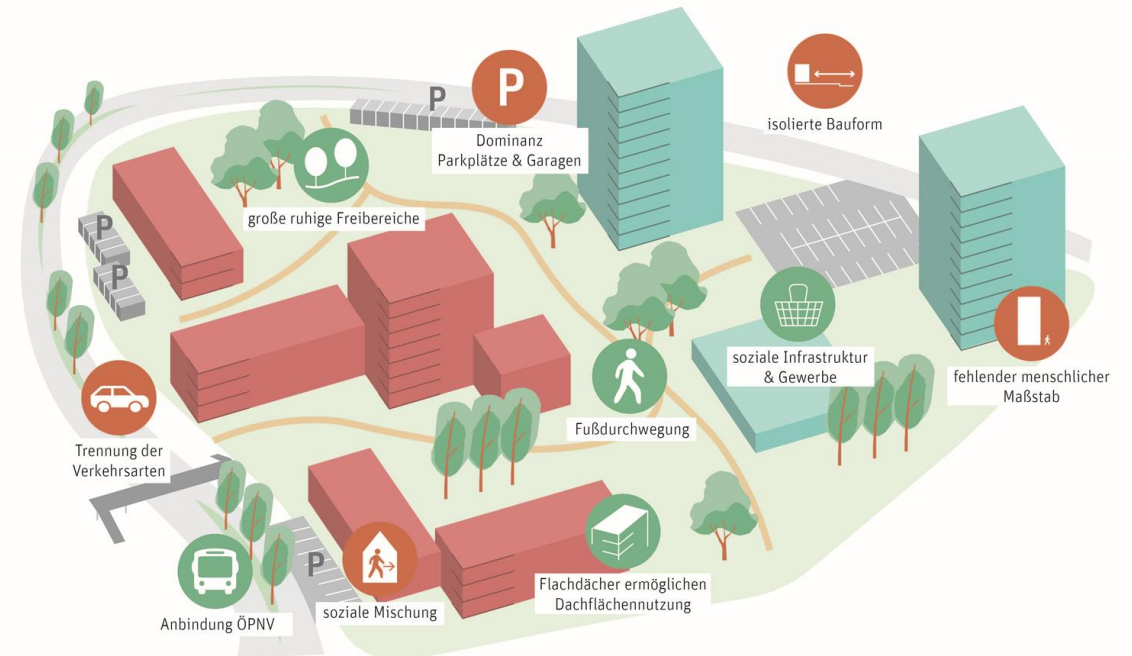 P
P
Dominanz
Parkplätze & Garagen
isolierte Bauform
große ruhige Freibereiche
P
P
soziale Infrastruktur
& Gewerbe
fehlender menschlicher
Maßstab
Fußdurchwegung
Trennung der
Verkehrsarten
P
Flachdächer ermöglichen
Dachflächennutzung
soziale Mischung
Anbindung ÖPNV